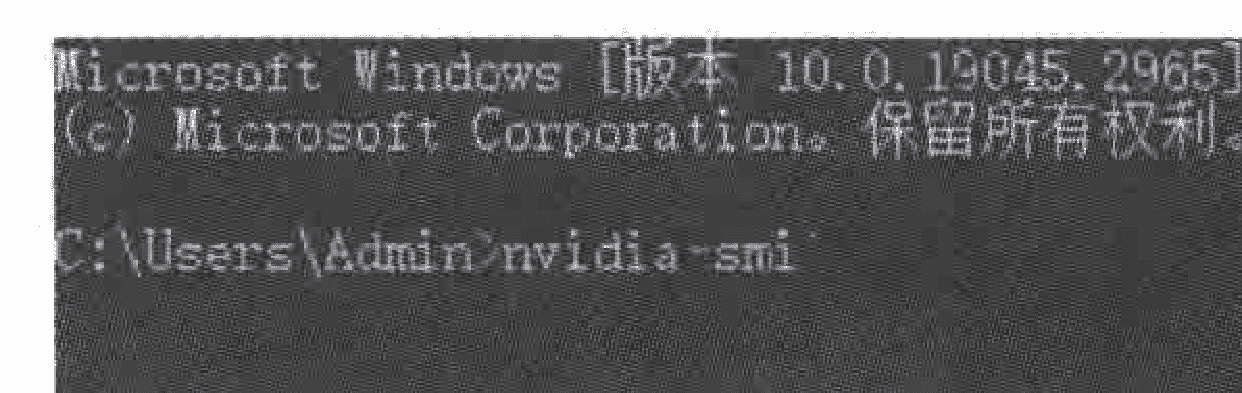 Microsoft Windows [版本 10.0.19045.2965]
(c) Microsoft Corporation。保留所有权利。
C:\Users\Admin>nvidia-smi